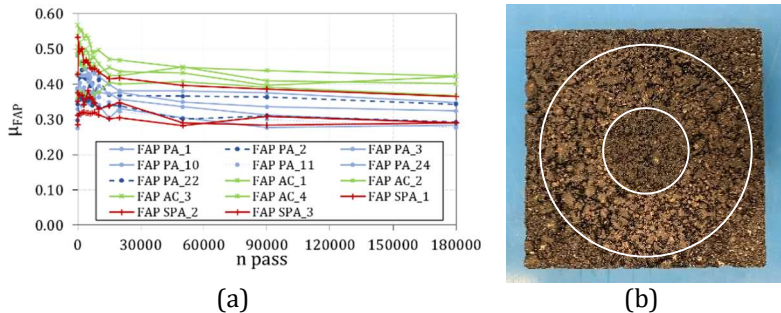 0.60
0.50
0.40
0.30
0.20
0.10
0.00
μFAP
FAP PA_1 FAP PA_2 FAP PA_3
FAP PA_10 FAP PA_11 FAP PA_24
FAP PA_22 FAP AC_1 FAP AC_2
FAP AC_3 FAP AC_4 FAP SPA_1
FAP SPA_2 FAP SPA_3
0 30000 60000 90000 120000 150000 180000
n pass
(a) (b)